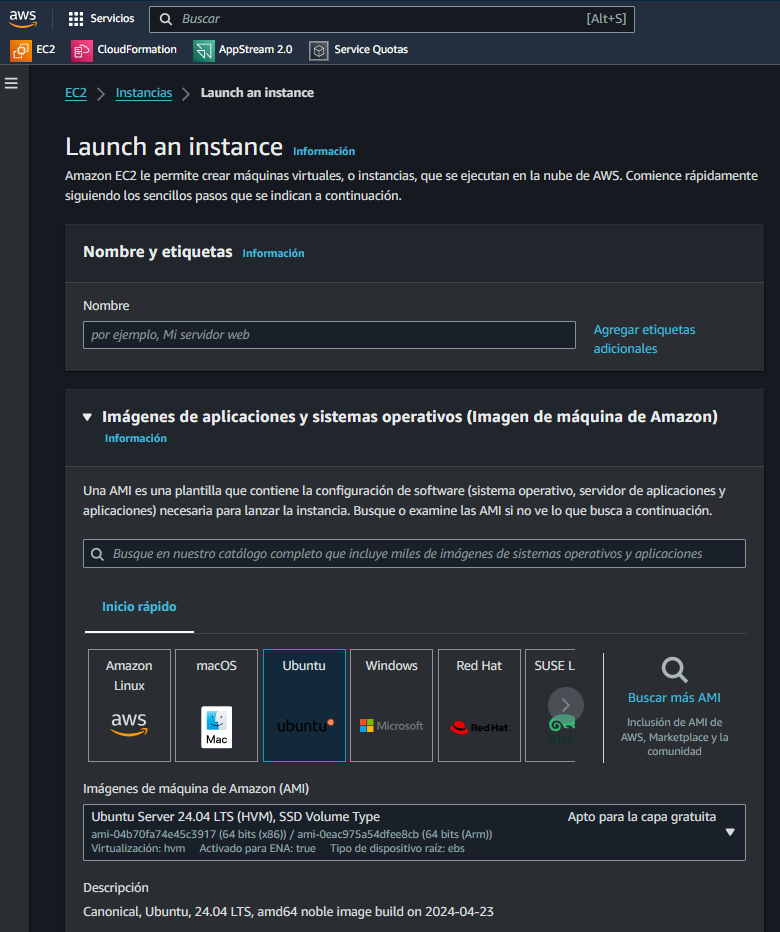 aws Servicios Buscar [Alt+S]
EC2 CloudFormation AppStream 2.0 Service Quotas
EC2 Instancias Launch an instance
Launch an instance Información
Amazon EC2 le permite crear máquinas virtuales, o instancias, que se ejecutan en la nube de AWS. Comience rápidamente
siguiendo los sencillos pasos que se indican a continuación.
Nombre y etiquetas Información
Nombre
por ejemplo, Mi servidor web
Agregar etiquetas
adicionales
Imágenes de aplicaciones y sistemas operativos (Imagen de máquina de Amazon)
Información
Una AMI es una plantilla que contiene la configuración de software (sistema operativo, servidor de aplicaciones y
aplicaciones) necesaria para lanzar la instancia. Busque o examine las AMI si no ve lo que busca a continuación.
Busque en nuestro catálogo completo que incluye miles de imágenes de sistemas operativos y aplicaciones
Inicio rápido
Amazon
Linux
aws
macOS
Mac
Ubuntu
ubuntu
Windows
Microsoft
Red Hat
Red Hat
SUSE L
Buscar más AMI
Inclusión de AMI de
AWS, Marketplace y la
comunidad
Imágenes de máquina de Amazon (AMI)
Ubuntu Server 24.04 LTS (HVM), SSD Volume Type Apto para la capa gratuita
ami-04b70fa74e45c3917 (64 bits (x86)) / ami-0eac975a54dfee8cb (64 bits (Arm))
Virtualización: hvm Activado para ENA: true Tipo de dispositivo raíz: ebs
Descripción
Canonical, Ubuntu, 24.04 LTS, amd64 noble image build on 2024-04-23